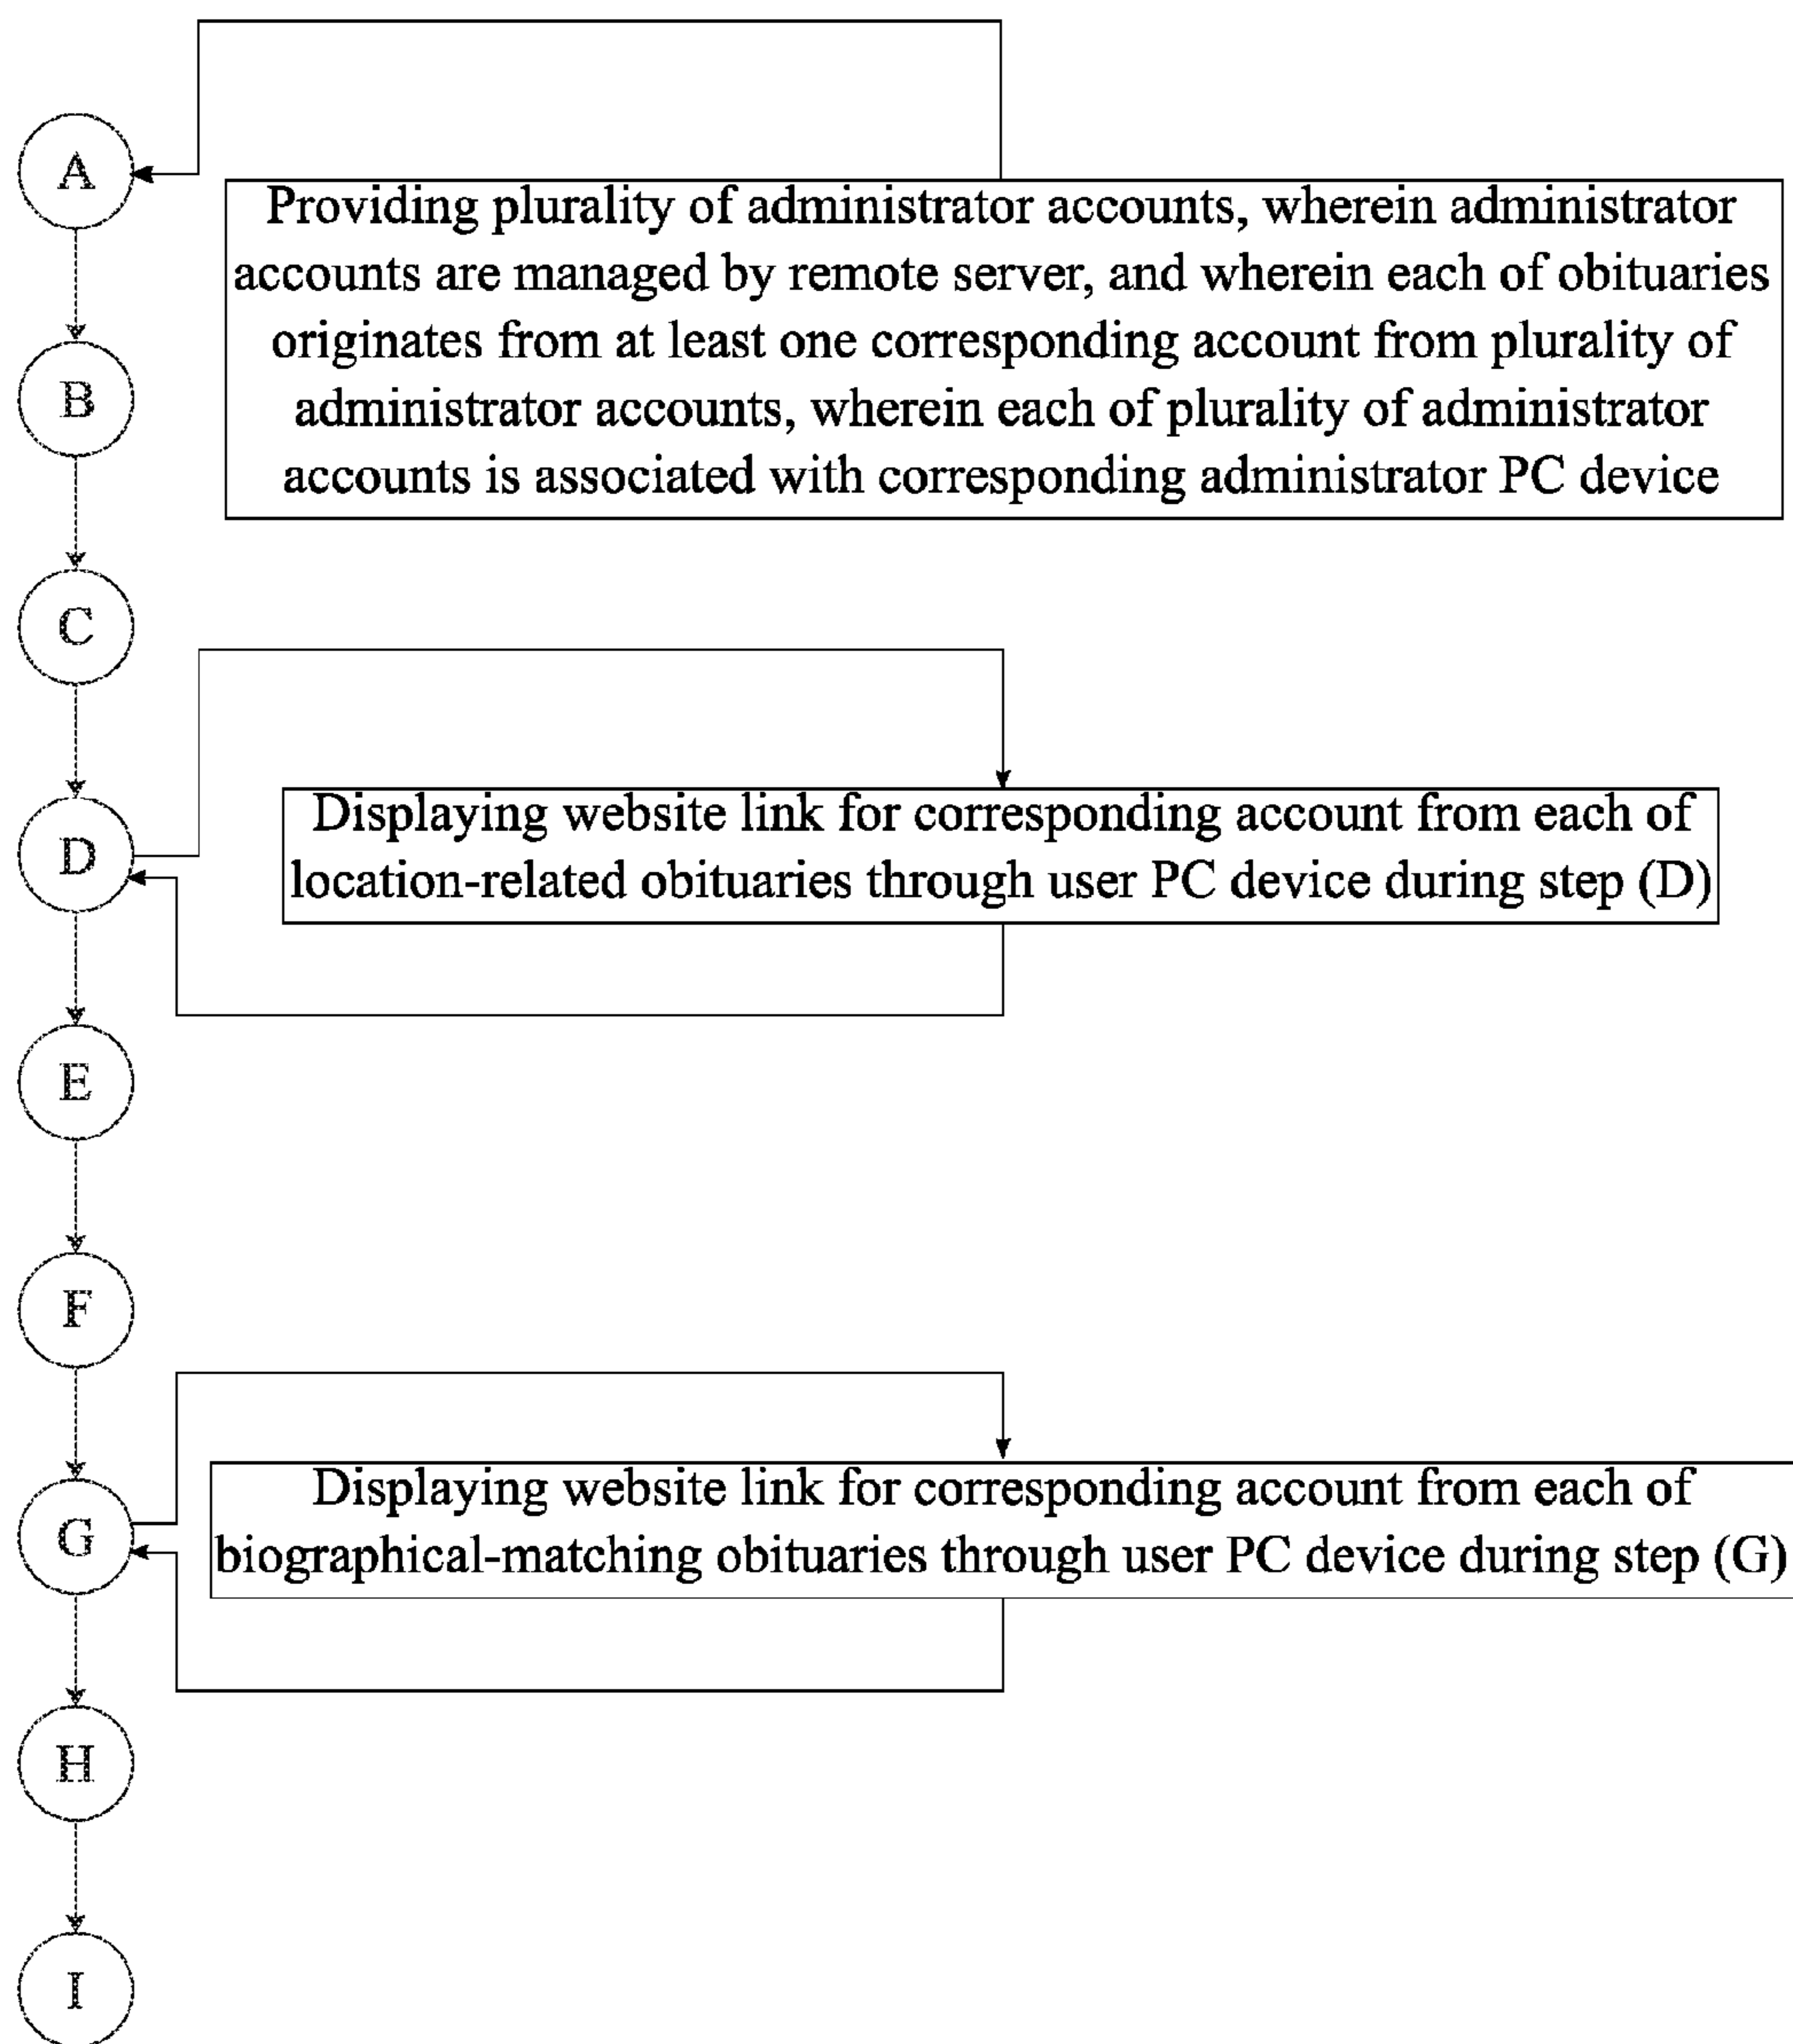 A
Providing plurality of administrator accounts, wherein administrator
accounts are managed by remote server, and wherein each of obituaries
originates from at least one corresponding account from plurality of
administrator accounts, wherein each of plurality of administrator
accounts is associated with corresponding administrator PC device
B
C
D
Displaying website link for corresponding account from each of
location-related obituaries through user PC device during step (D)
E
F
G
Displaying website link for corresponding account from each of
biographical-matching obituaries through user PC device during step (G)
H
I